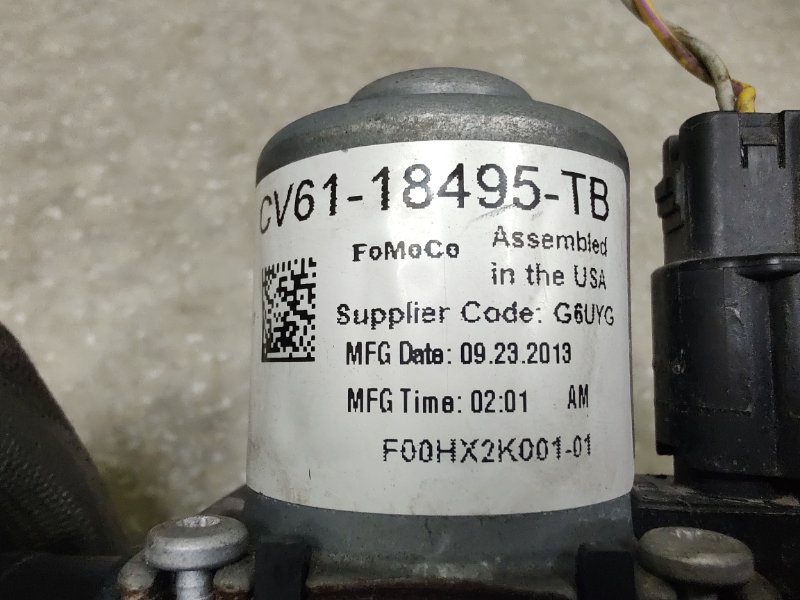 CV61-18495-TB
FoMoCo Assembled
in the USA
Supplier Code: G6UYG
MFG Date: 09.23.2013
MFG Time: 02:01 AM
F00HX2K001-01